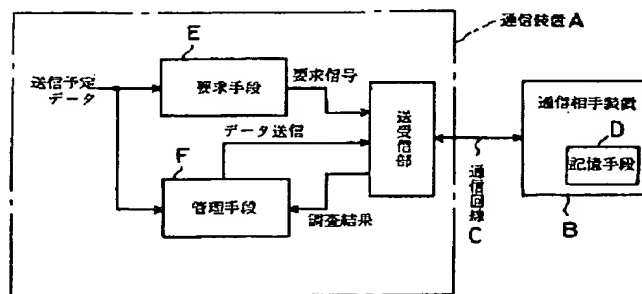 通信装置A
E
送信予定
データ
要求手段
要求信号
送受信部
データ送信
F
管理手段
調査結果
通信回線
C
通信相手装置
D
記憶手段
B